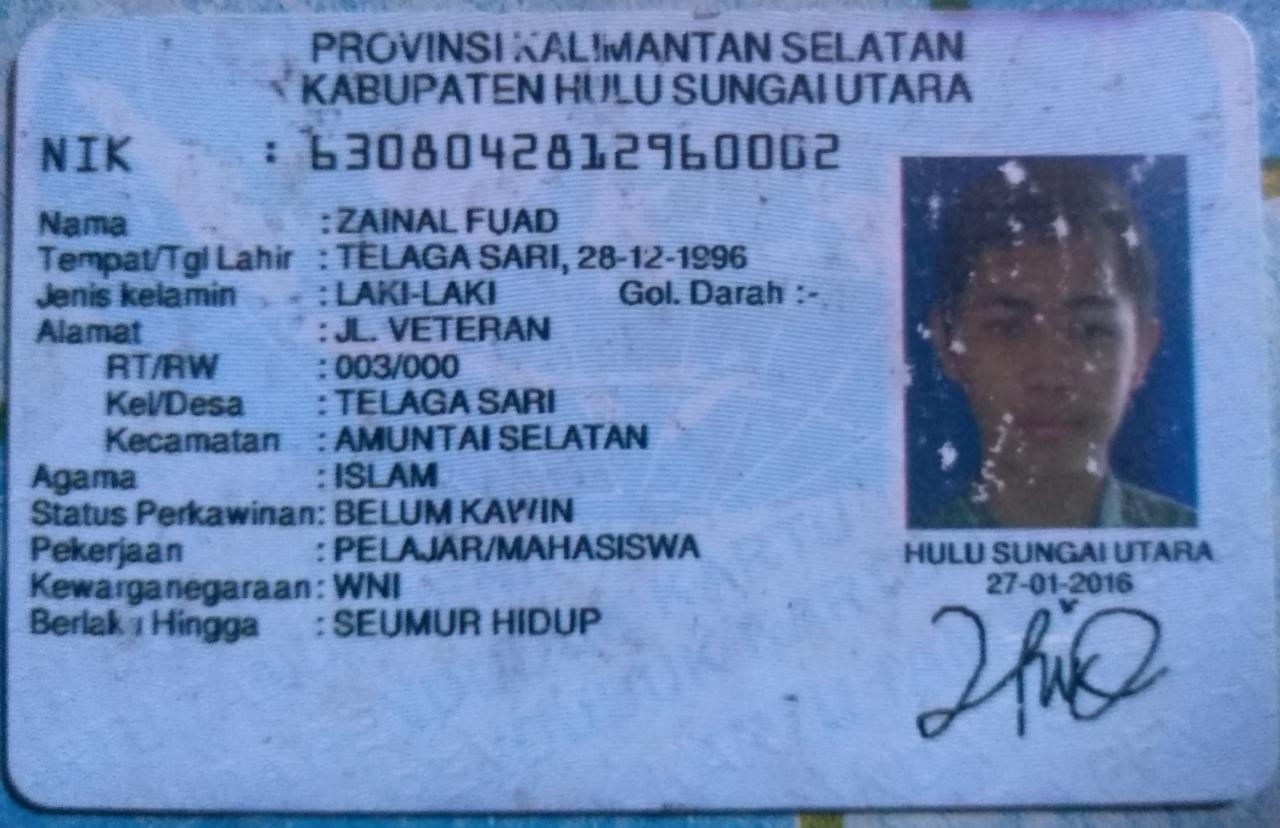 PROVINSI KALIMANTAN SELATAN
KABUPATEN HULU SUNGAI UTARA
NIK : 6308042812960002
Nama : ZAINAL FUAD
Tempat/Tgl Lahir : TELAGA SARI, 28-12-1996
Jenis kelamin : LAKI-LAKI Gol. Darah :-
Alamat : JL. VETERAN
RT/RW : 003/000
Kel/Desa : TELAGA SARI
Kecamatan : AMUNTAI SELATAN
Agama : ISLAM
Status Perkawinan: BELUM KAWIN
Pekerjaan : PELAJAR/MAHASISWA
Kewarganegaraan: WNI
Berlaku Hingga : SEUMUR HIDUP
HULU SUNGAI UTARA
27-01-2016